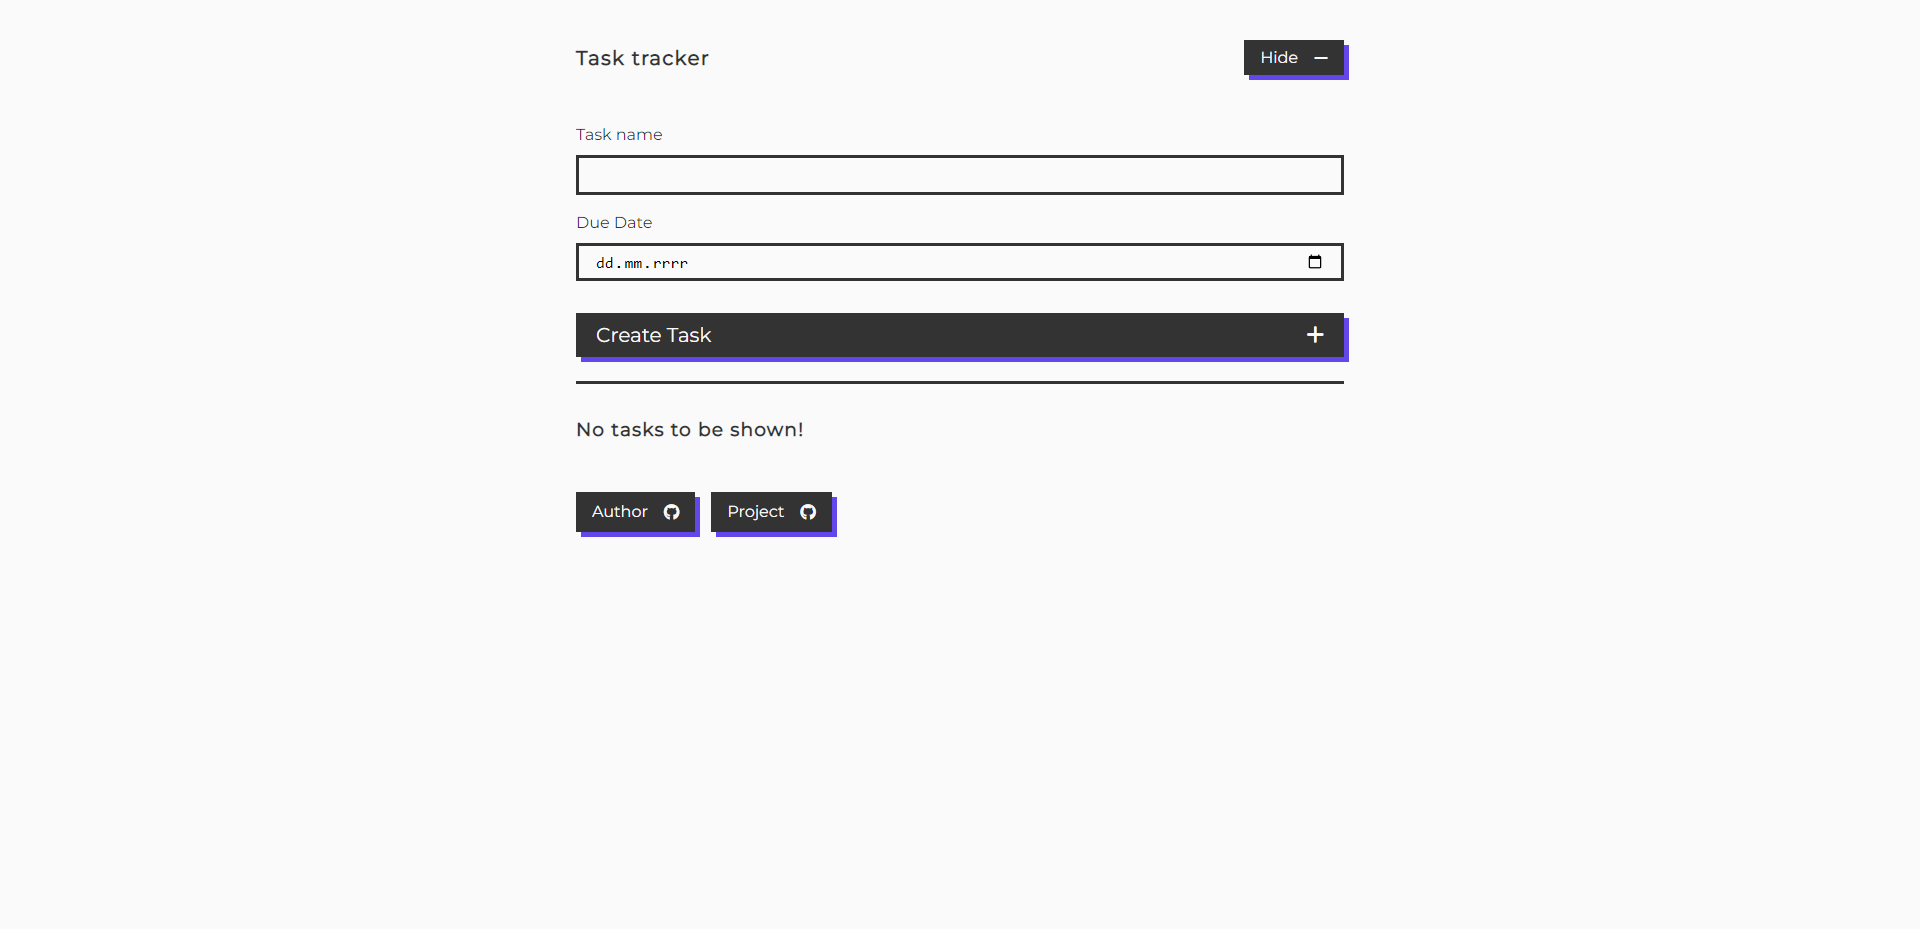 Task tracker
Hide
Task name
Due Date
dd.mm.rrrr
Create Task
No tasks to be shown!
Author
Project